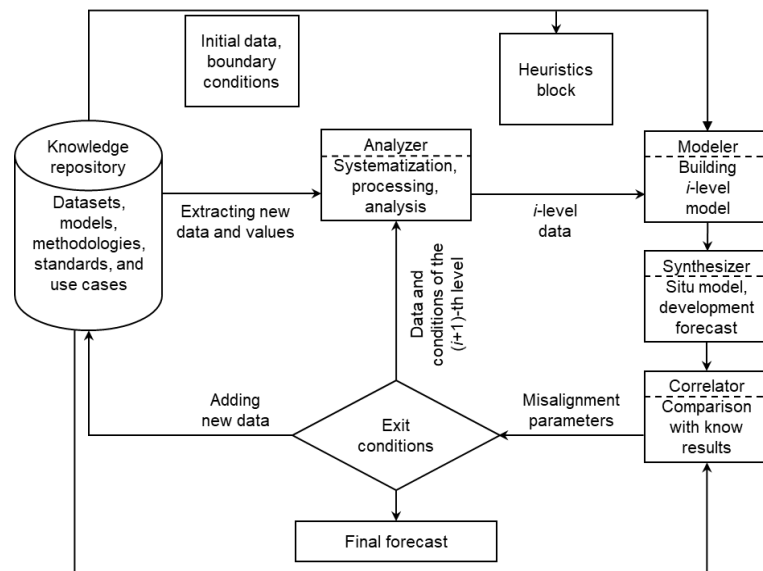 Initial data,
boundary
conditions
Heuristics
block
Knowledge
repository
Datasets,
models,
methodologies,
standards, and
use cases
Extracting new
data and values
Analyzer
Systematization,
processing,
analysis
i-level
data
Modeler
Building
i-level
model
Synthesizer
Situ model,
development
forecast
Correlator
Comparison
with know
results
Misalignment
parameters
Data and
conditions of the
(i+1)-th level
Exit
conditions
Adding
new data
Final forecast